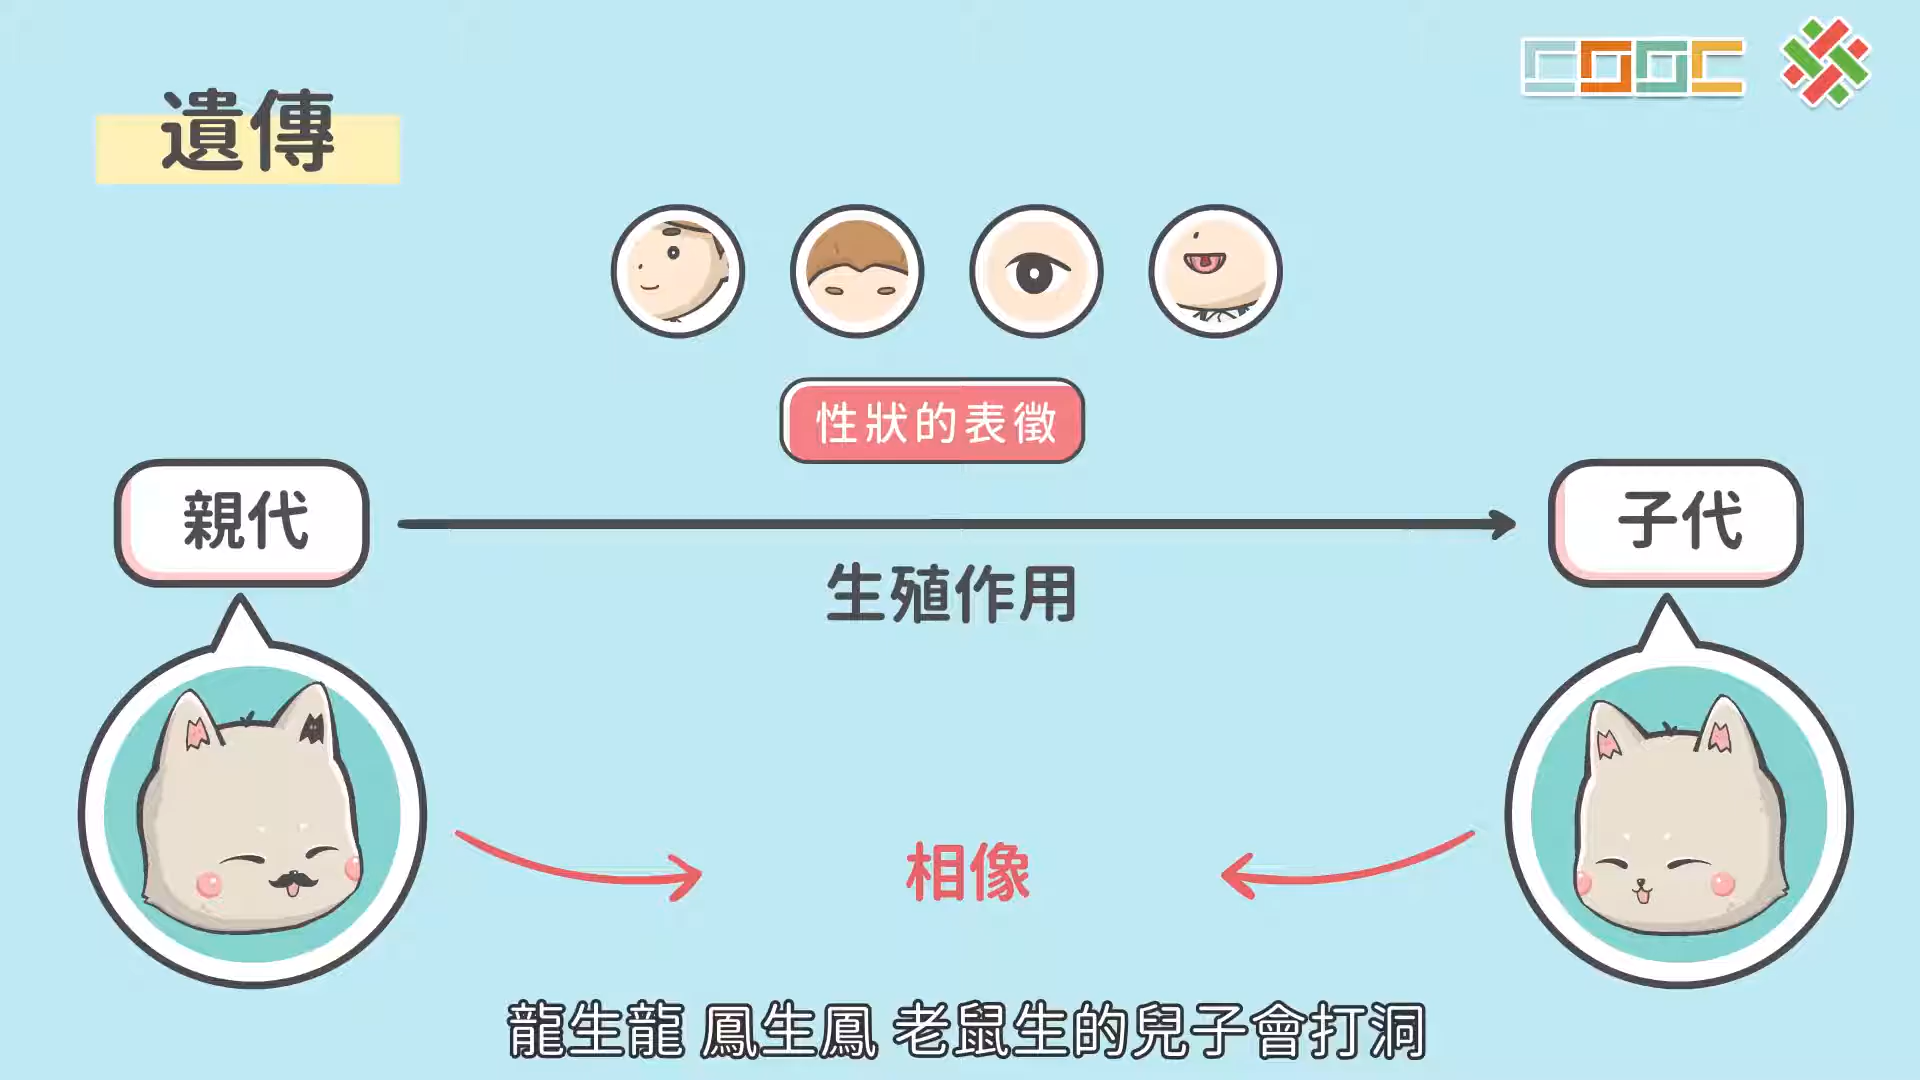 遺傳
COOC
性狀的表徵
親代
子代
生殖作用
相像
龍生龍 鳳生鳳 老鼠生的兒子會打洞